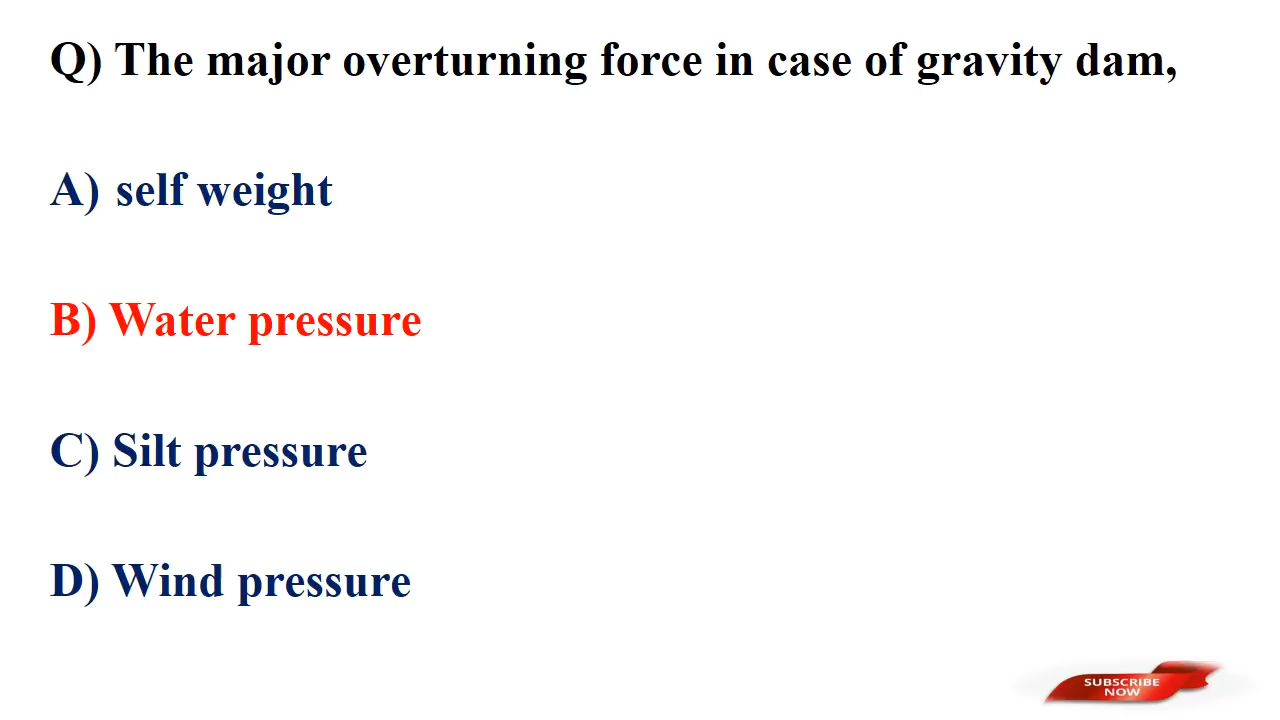 Q) The major overturning force in case of gravity dam,
A) self weight
B) Water pressure
C) Silt pressure
D) Wind pressure
SUBSCRIBE
NOW